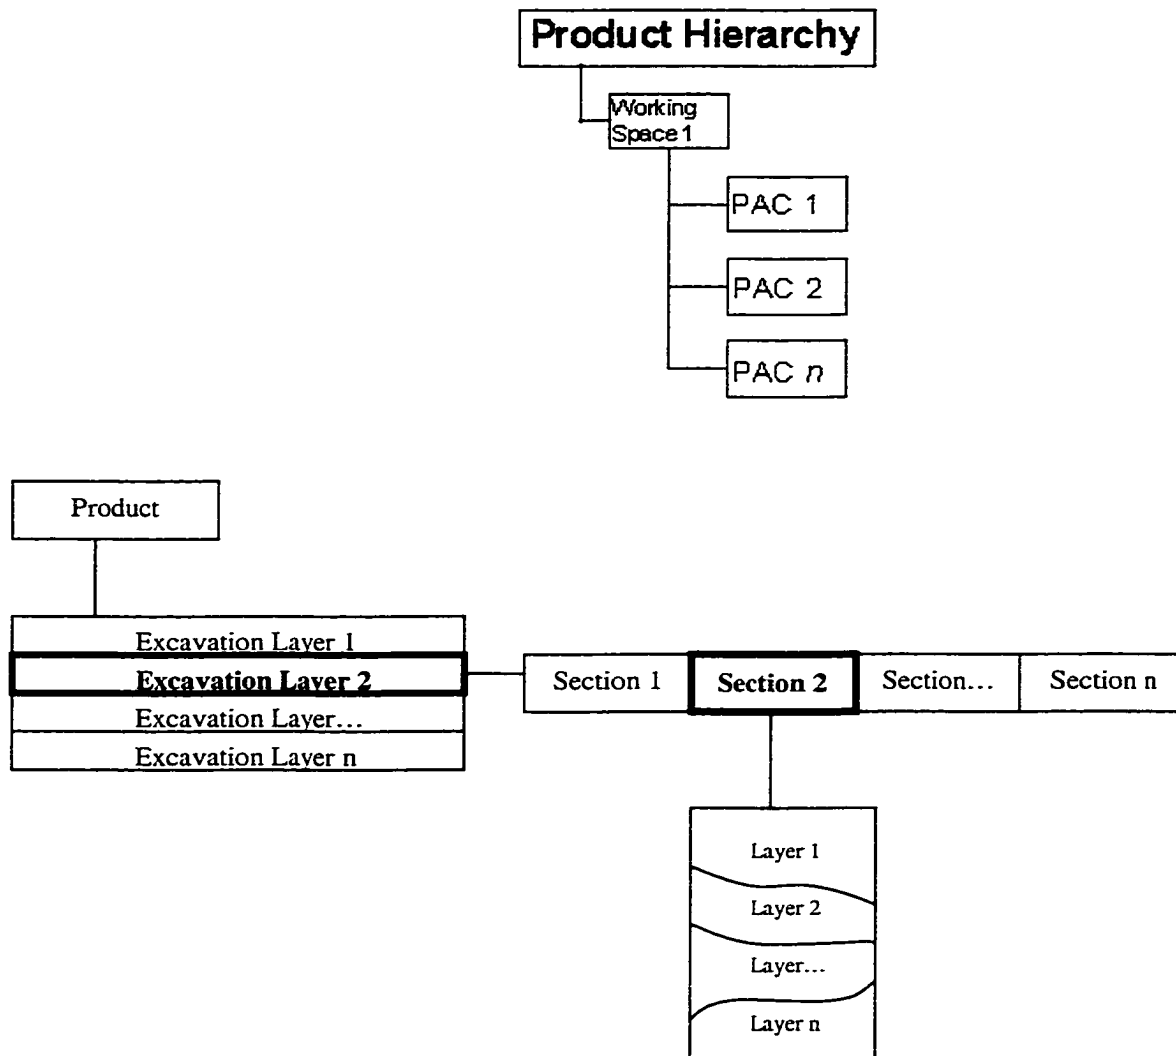 Product Hierarchy
Working
Space 1
PAC 1
PAC 2
PAC n
Product
Excavation Layer 1
Excavation Layer 2
Excavation Layer...
Excavation Layer n
Section 1
Section 2
Section...
Section n
Layer 1
Layer 2
Layer...
Layer n